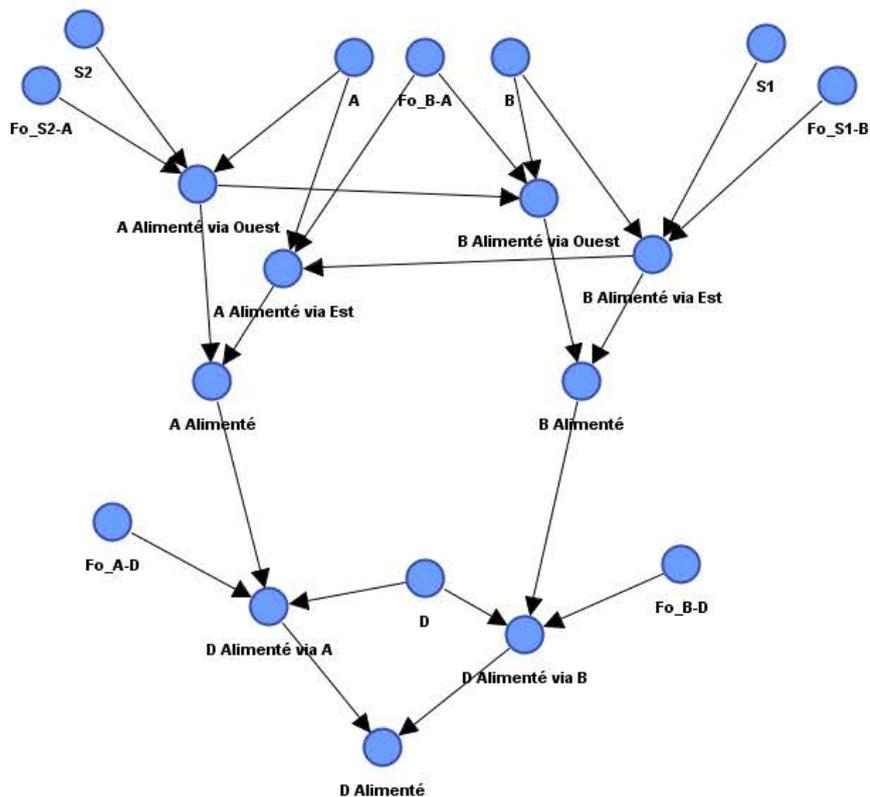 S2
A
Fo_B-A
B
S1
Fo_S2-A
Fo_S1-B
A Alimenté via Ouest
B Alimenté via Ouest
A Alimenté via Est
B Alimenté via Est
A Alimenté
B Alimenté
Fo_A-D
D
Fo_B-D
D Alimenté via A
D Alimenté via B
D Alimenté